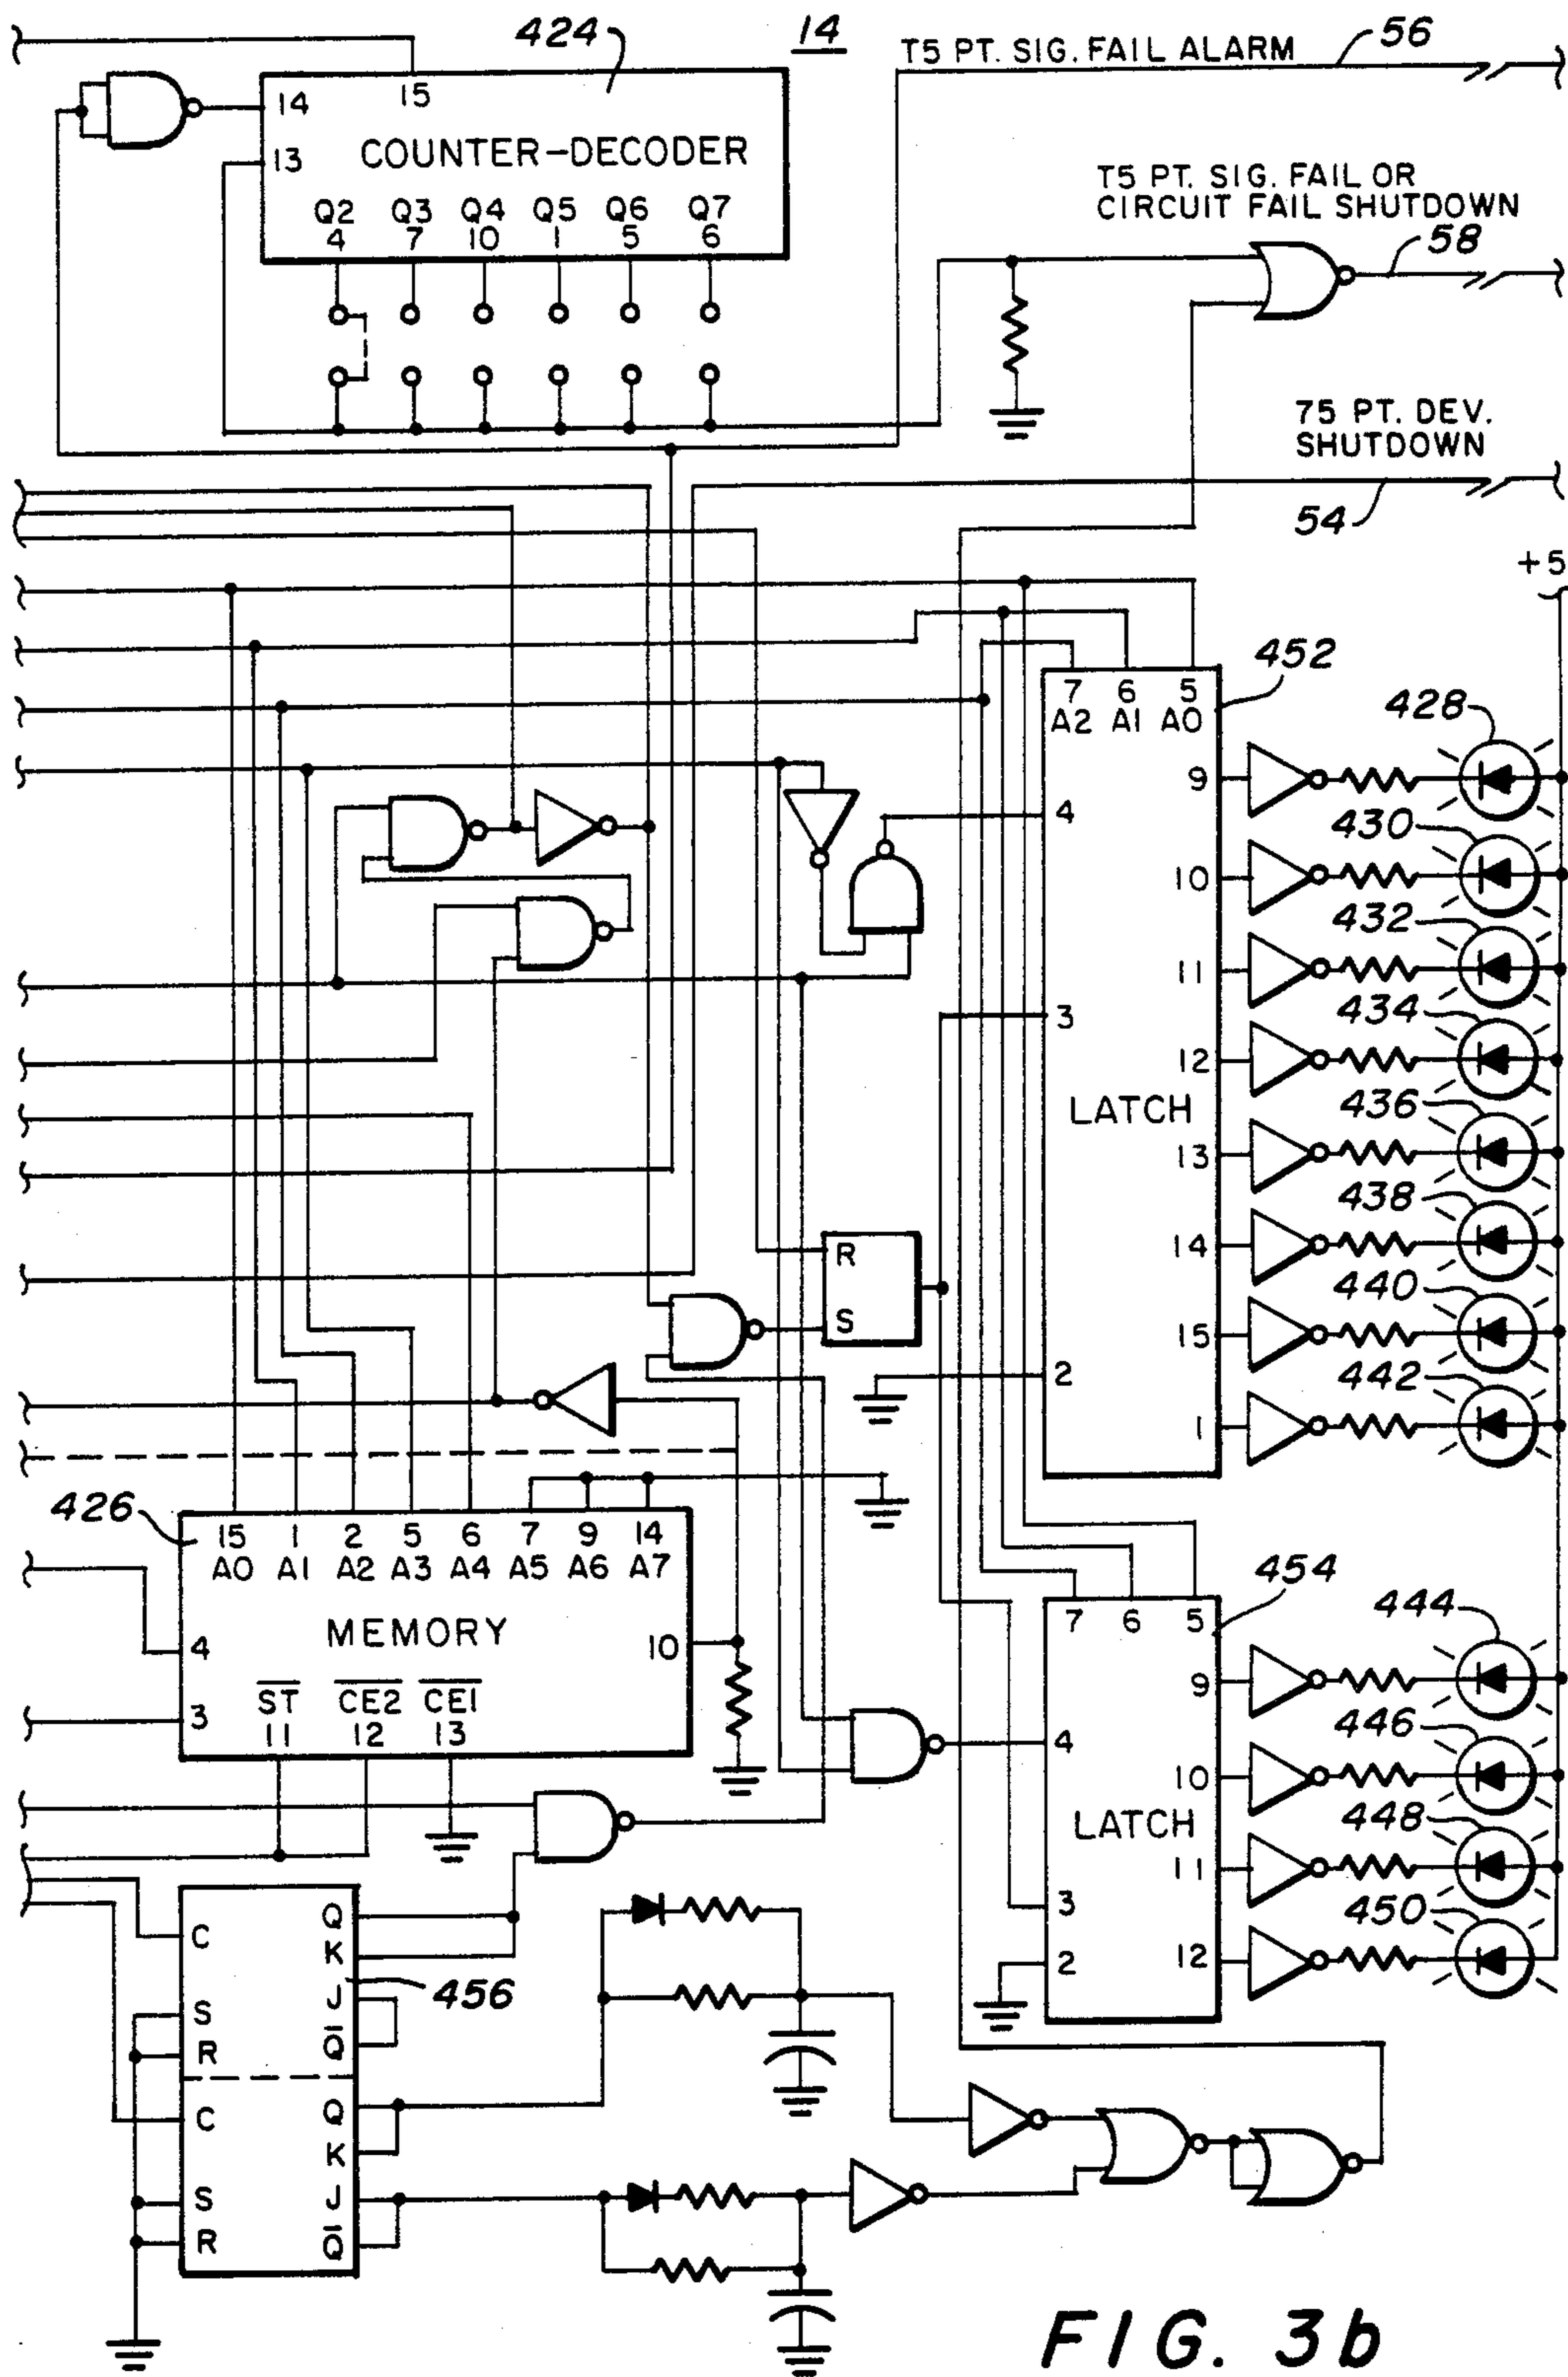 424
14
T5 PT. SIG. FAIL ALARM
56
14
15
COUNTER-DECODER
13
Q2 Q3 Q4 Q5 Q6 Q7
4 7 10 1 5 6
T5 PT. SIG. FAIL OR
CIRCUIT FAIL SHUTDOWN
58
75 PT. DEV.
SHUTDOWN
54
+5
452
7 6 5
A2 A1 A0
4
3
LATCH
2
9
10
11
12
13
14
15
1
428
430
432
434
436
438
440
442
R
S
426
15 1 2 5 6 7 9 14
A0 A1 A2 A3 A4 A5 A6 A7
MEMORY
4
10
3
ST CE2 CE1
11 12 13
454
7 6 5
4
LATCH
3
2
9
10
11
12
444
446
448
450
C
Q
K
456
J
S
Q
R
C
Q
K
S
J
R
Q
FIG. 3b